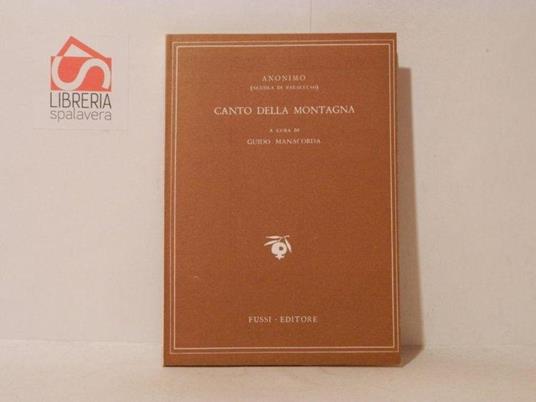 LIBRERIA
spalavera
ANONIMO
(SCUOLA DI PARACELSO)
CANTO DELLA MONTAGNA
A CURA DI
GUIDO MANACORDA
FUSSI - EDITORE